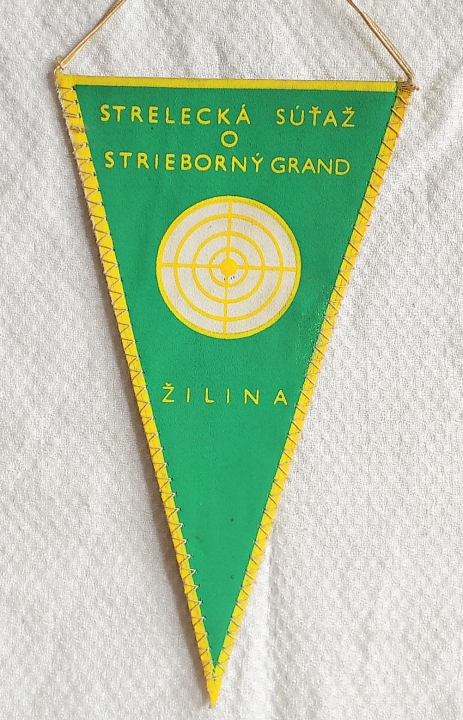 STRELECKÁ SÚŤAŽ
O
STRIEBORNÝ GRAND
ŽILINA